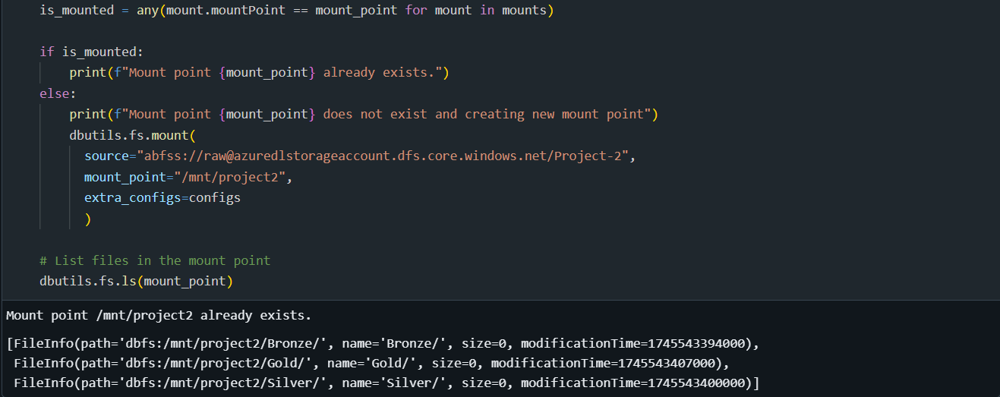 is_mounted = any(mount.mountPoint == mount_point for mount in mounts)
if is_mounted:
print(f"Mount point {mount_point} already exists.")
else:
print(f"Mount point {mount_point} does not exist and creating new mount point")
dbutils.fs.mount(
source="abfss://raw@azuredlstorageaccount.dfs.core.windows.net/Project-2",
mount_point="/mnt/project2",
extra_configs=configs
)
# List files in the mount point
dbutils.fs.ls(mount_point)
Mount point /mnt/project2 already exists.
[FileInfo(path='dbfs:/mnt/project2/Bronze/', name='Bronze/', size=0, modificationTime=1745543394000),
FileInfo(path='dbfs:/mnt/project2/Gold/', name='Gold/', size=0, modificationTime=1745543407000),
FileInfo(path='dbfs:/mnt/project2/Silver/', name='Silver/', size=0, modificationTime=1745543400000)]